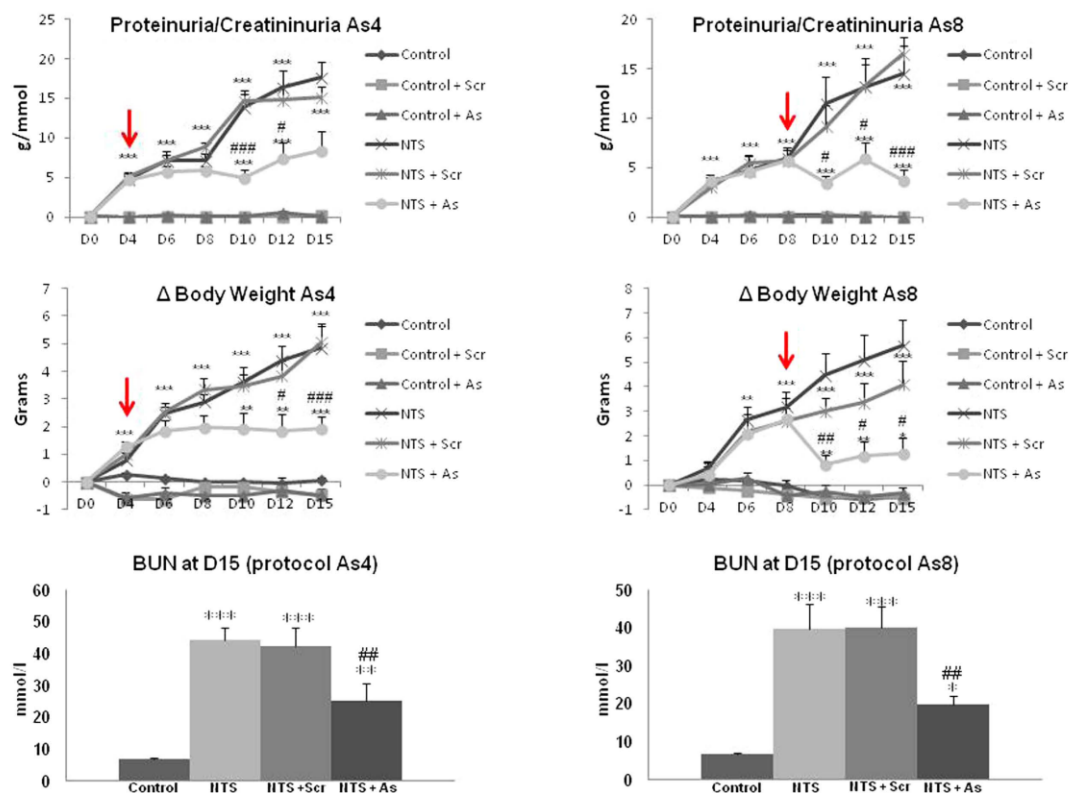 Proteinuria/Creatininuria As4
g/mmol
25
20
15
10
5
0
D0 D4 D6 D8 D10 D12 D15
*** *** *** *** *** ***
### # *** ***
Control
Control + Scr
Control + As
NTS
NTS + Scr
NTS + As
Proteinuria/Creatininuria As8
g/mmol
20
15
10
5
0
D0 D4 D6 D8 D10 D12 D15
*** *** *** *** *** ***
# *** # *** ### ***
Control
Control + Scr
Control + As
NTS
NTS + Scr
NTS + As
Δ Body Weight As4
Grams
7
6
5
4
3
2
1
0
-1
D0 D4 D6 D8 D10 D12 D15
*** *** *** *** *** ***
** # ** ### ***
Control
Control + Scr
Control + As
NTS
NTS + Scr
NTS + As
Δ Body Weight As8
Grams
8
7
6
5
4
3
2
1
0
-1
D0 D4 D6 D8 D10 D12 D15
** *** *** *** ***
## ** # ** # *
Control
Control + Scr
Control + As
NTS
NTS + Scr
NTS + As
BUN at D15 (protocol As4)
mmol/l
60
50
40
30
20
10
0
*** *** ## **
Control NTS NTS +Scr NTS + As
BUN at D15 (protocol As8)
mmol/l
50
40
30
20
10
0
*** *** ## *
Control NTS NTS + Scr NTS + As